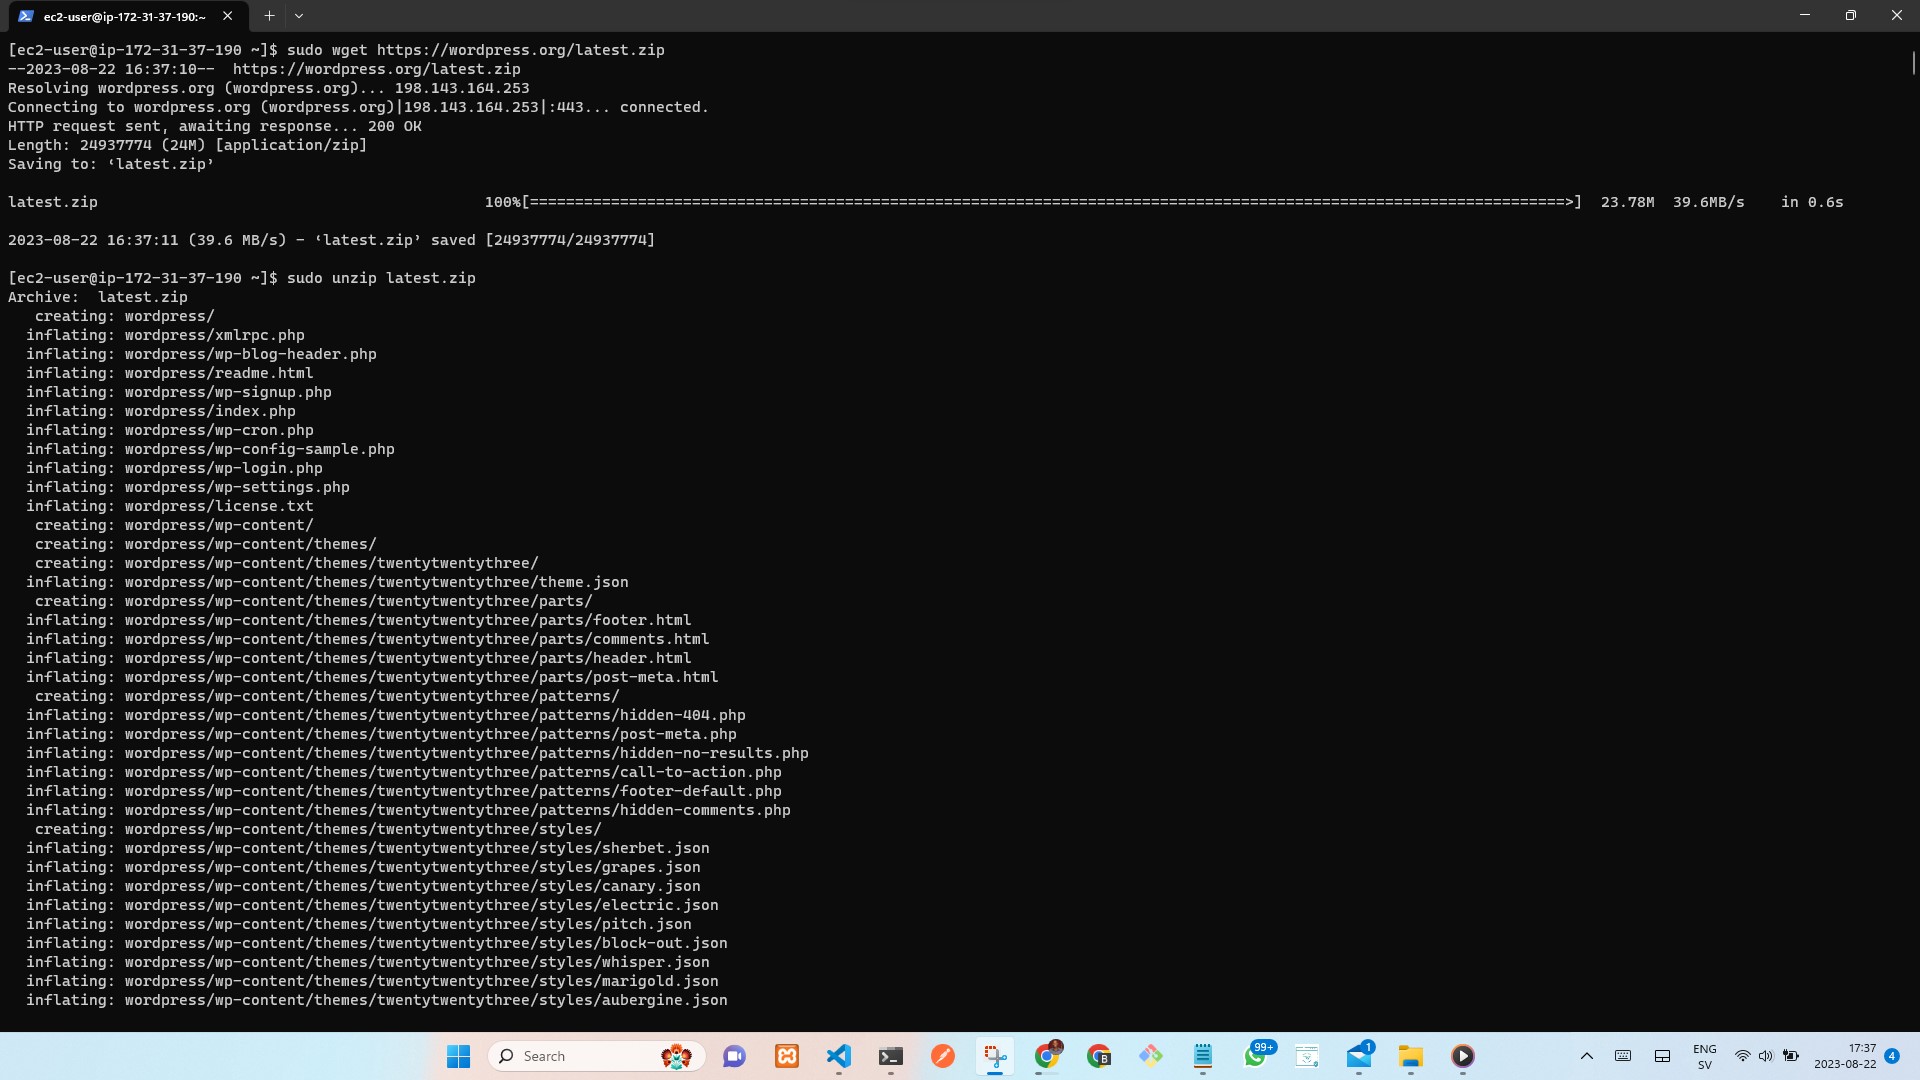 ec2-user@ip-172-31-37-190:~
[ec2-user@ip-172-31-37-190 ~]$ sudo wget https://wordpress.org/latest.zip
--2023-08-22 16:37:10--  https://wordpress.org/latest.zip
Resolving wordpress.org (wordpress.org)... 198.143.164.253
Connecting to wordpress.org (wordpress.org)|198.143.164.253|:443... connected.
HTTP request sent, awaiting response... 200 OK
Length: 24937774 (24M) [application/zip]
Saving to: ‘latest.zip’
latest.zip 100%[===================================================================================================================>] 23.78M 39.6MB/s in 0.6s
2023-08-22 16:37:11 (39.6 MB/s) - ‘latest.zip’ saved [24937774/24937774]
[ec2-user@ip-172-31-37-190 ~]$ sudo unzip latest.zip
Archive:  latest.zip
creating: wordpress/
inflating: wordpress/xmlrpc.php
inflating: wordpress/wp-blog-header.php
inflating: wordpress/readme.html
inflating: wordpress/wp-signup.php
inflating: wordpress/index.php
inflating: wordpress/wp-cron.php
inflating: wordpress/wp-config-sample.php
inflating: wordpress/wp-login.php
inflating: wordpress/wp-settings.php
inflating: wordpress/license.txt
creating: wordpress/wp-content/
creating: wordpress/wp-content/themes/
creating: wordpress/wp-content/themes/twentytwentythree/
inflating: wordpress/wp-content/themes/twentytwentythree/theme.json
creating: wordpress/wp-content/themes/twentytwentythree/parts/
inflating: wordpress/wp-content/themes/twentytwentythree/parts/footer.html
inflating: wordpress/wp-content/themes/twentytwentythree/parts/comments.html
inflating: wordpress/wp-content/themes/twentytwentythree/parts/header.html
inflating: wordpress/wp-content/themes/twentytwentythree/parts/post-meta.html
creating: wordpress/wp-content/themes/twentytwentythree/patterns/
inflating: wordpress/wp-content/themes/twentytwentythree/patterns/hidden-404.php
inflating: wordpress/wp-content/themes/twentytwentythree/patterns/post-meta.php
inflating: wordpress/wp-content/themes/twentytwentythree/patterns/hidden-no-results.php
inflating: wordpress/wp-content/themes/twentytwentythree/patterns/call-to-action.php
inflating: wordpress/wp-content/themes/twentytwentythree/patterns/footer-default.php
inflating: wordpress/wp-content/themes/twentytwentythree/patterns/hidden-comments.php
creating: wordpress/wp-content/themes/twentytwentythree/styles/
inflating: wordpress/wp-content/themes/twentytwentythree/styles/sherbet.json
inflating: wordpress/wp-content/themes/twentytwentythree/styles/grapes.json
inflating: wordpress/wp-content/themes/twentytwentythree/styles/canary.json
inflating: wordpress/wp-content/themes/twentytwentythree/styles/electric.json
inflating: wordpress/wp-content/themes/twentytwentythree/styles/pitch.json
inflating: wordpress/wp-content/themes/twentytwentythree/styles/block-out.json
inflating: wordpress/wp-content/themes/twentytwentythree/styles/whisper.json
inflating: wordpress/wp-content/themes/twentytwentythree/styles/marigold.json
inflating: wordpress/wp-content/themes/twentytwentythree/styles/aubergine.json
Search
B
99+
1
ENG
SV
17:37
2023-08-22
4